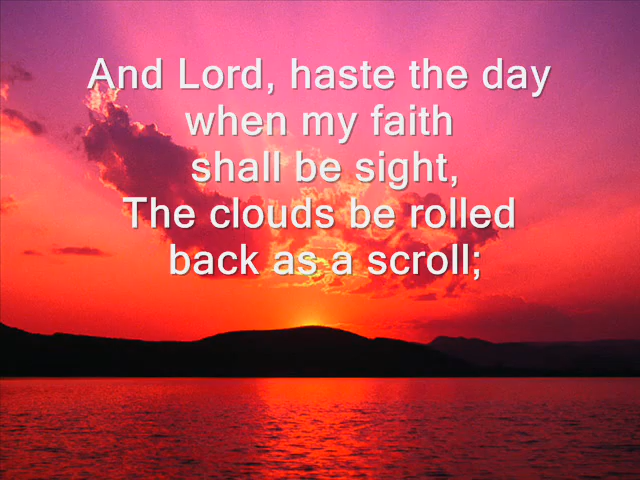 And Lord, haste the day
when my faith
shall be sight,
The clouds be rolled
back as a scroll;